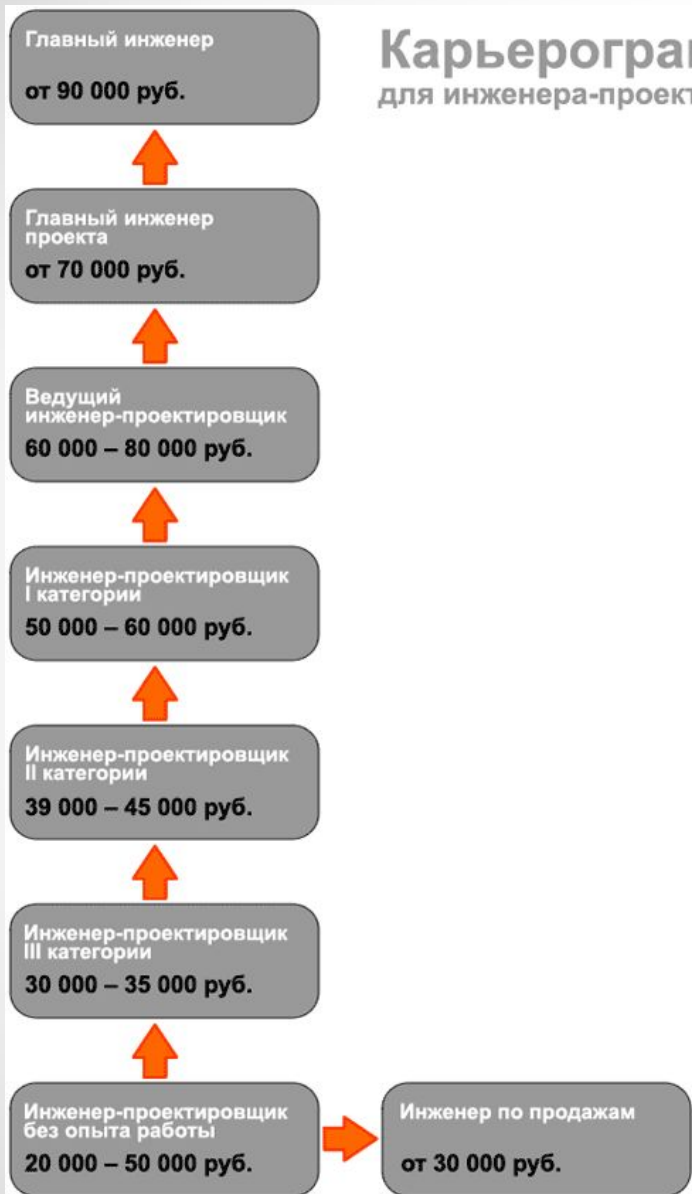 Главный инженер
от 90 000 руб.
Главный инженер
проекта
от 70 000 руб.
Ведущий
инженер-проектировщик
60 000 – 80 000 руб.
Инженер-проектировщик
I категории
50 000 – 60 000 руб.
Инженер-проектировщик
II категории
39 000 – 45 000 руб.
Инженер-проектировщик
III категории
30 000 – 35 000 руб.
Инженер-проектировщик
без опыта работы
20 000 – 50 000 руб.
Инженер по продажам
от 30 000 руб.
для